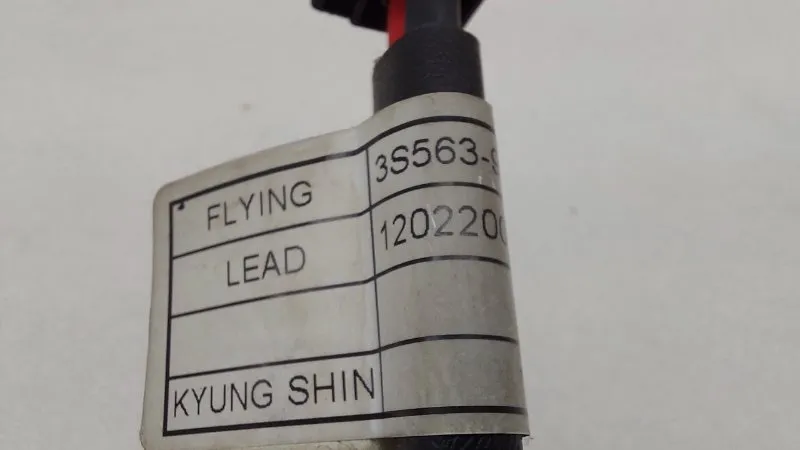 FLYING 3S563-
LEAD 120220
KYUNG SHIN